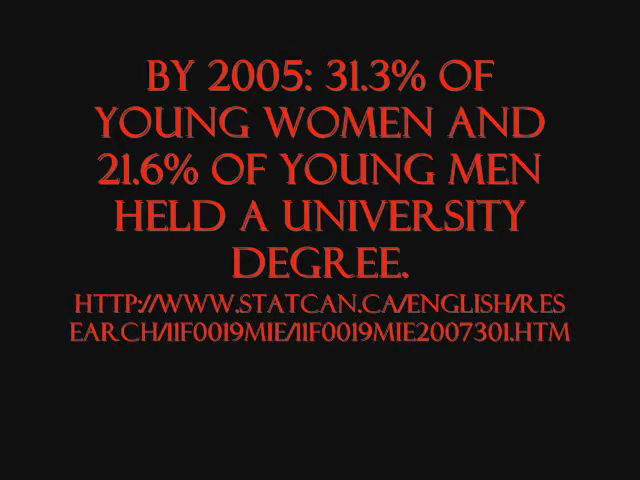 BY 2005: 31.3% OF
YOUNG WOMEN AND
21.6% OF YOUNG MEN
HELD A UNIVERSITY
DEGREE.
HTTP://WWW.STATCAN.CA/ENGLISH/RES
EARCH/11F0019MIE/11F0019MIE2007301.HTM